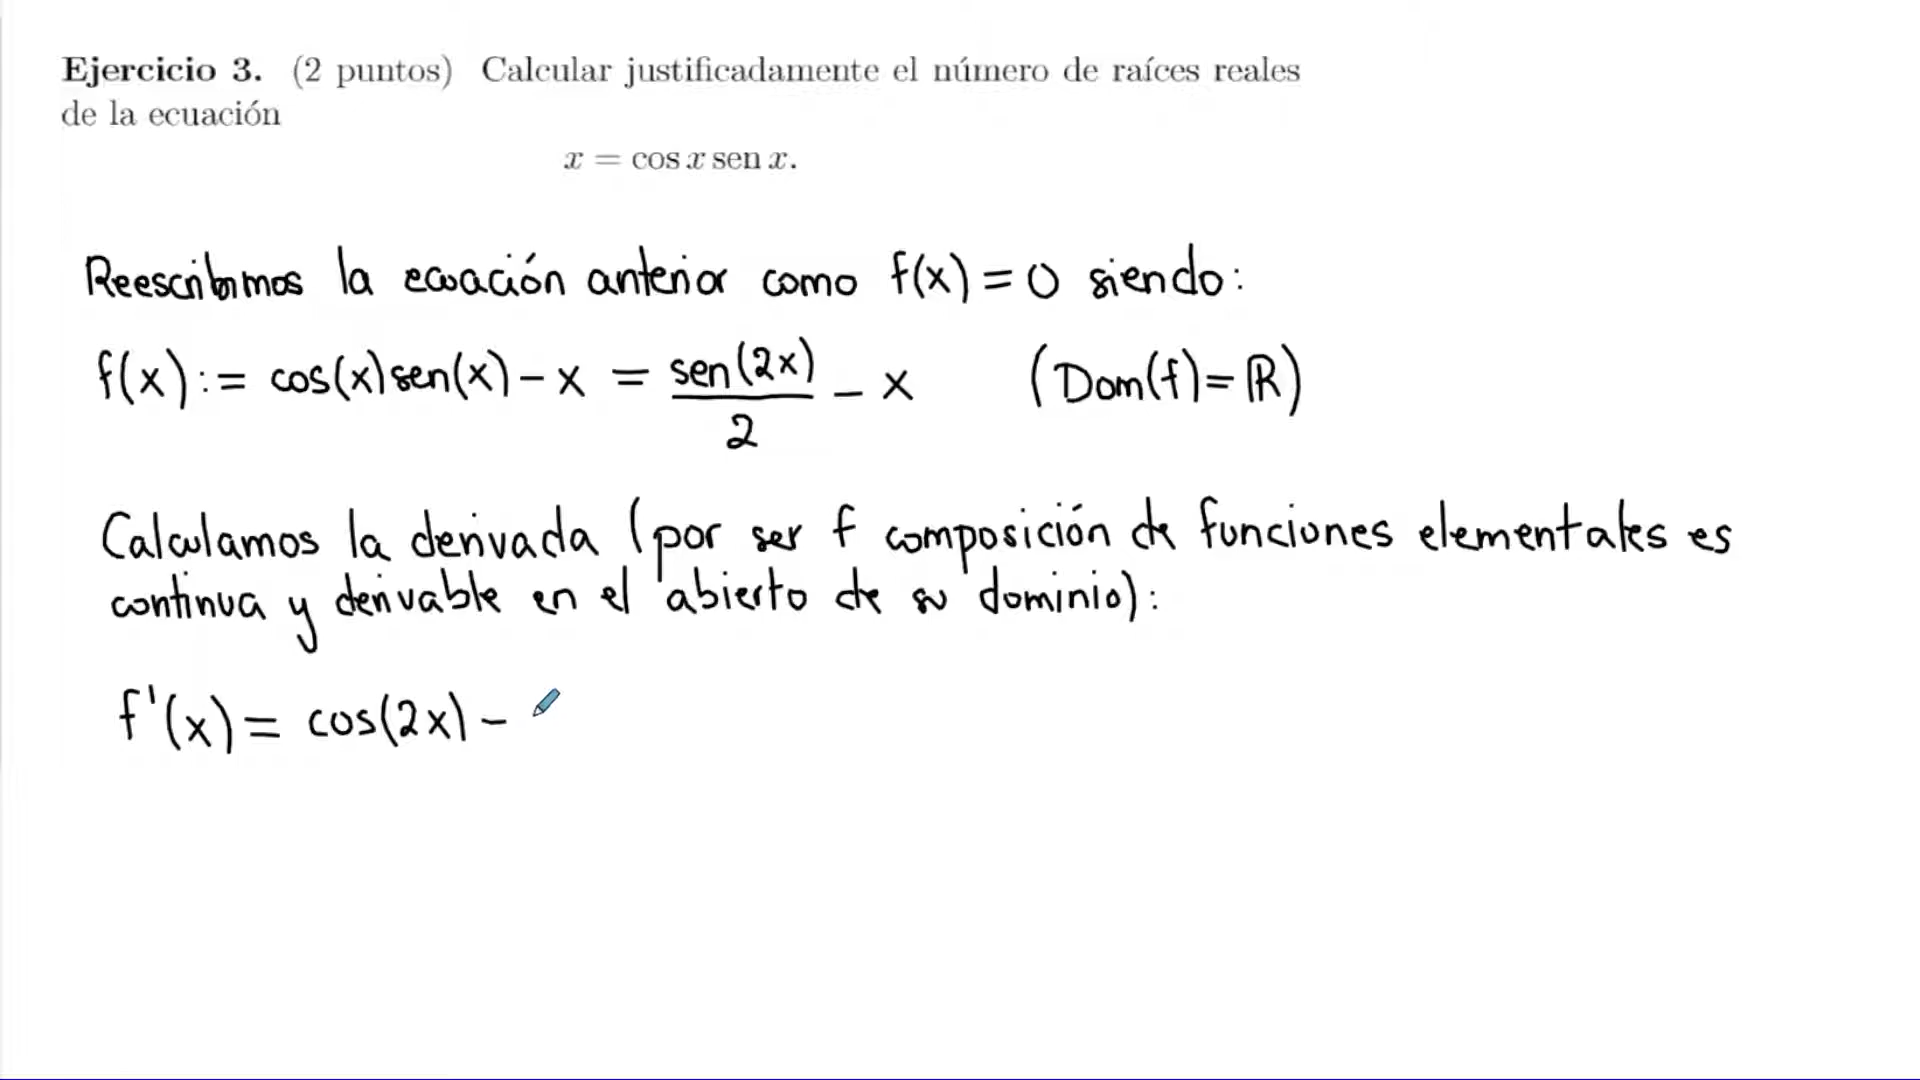 Ejercicio 3. (2 puntos) Calcular justificadamente el número de raíces reales
de la ecuación
x = cos x sen x.
Reescribimos la ecuación anterior como f(x) = 0 siendo:
f(x) := cos(x)sen(x) - x = sen(2x)/2 - x (Dom(f) = ℝ)
Calculamos la derivada (por ser f composición de funciones elementales es
continua y derivable en el abierto de su dominio):
f'(x) = cos(2x) -